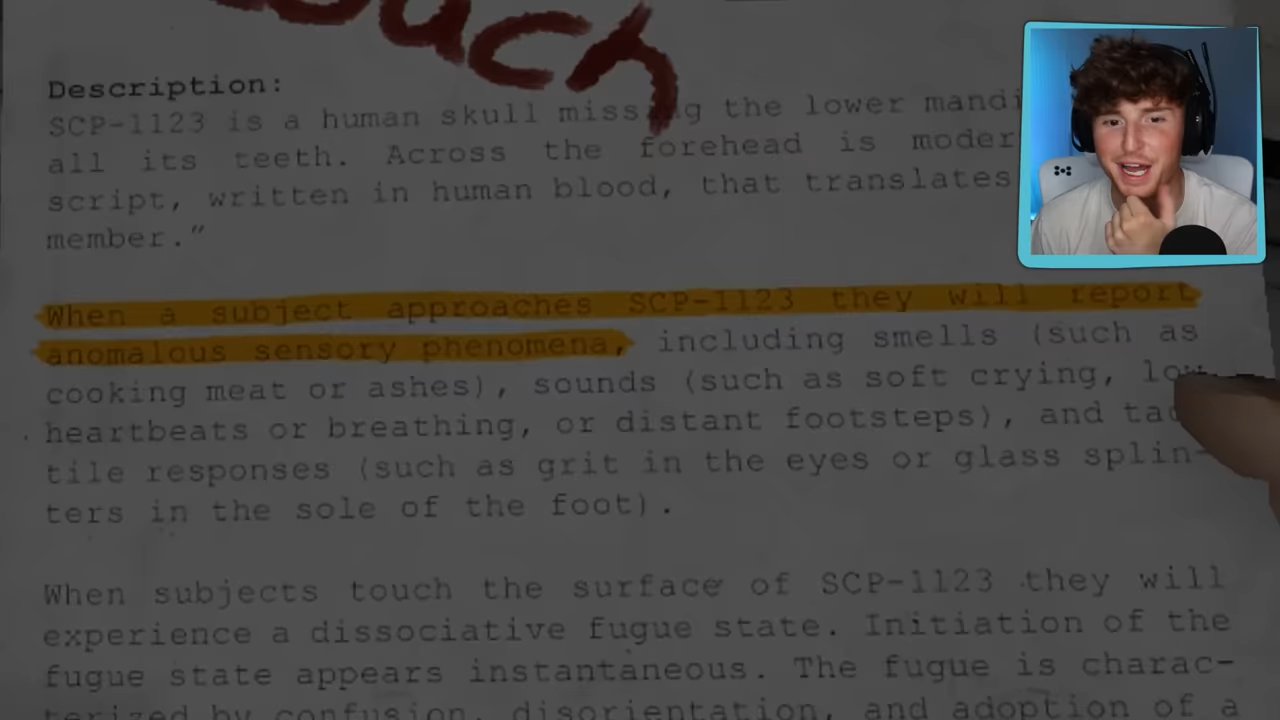 ouch
Description:
SCP-1123 is a human skull missing the lower mandi
all its teeth. Across the forehead is moder
script, written in human blood, that translates
member.”
When a subject approaches SCP-1123 they will report
anomalous sensory phenomena, including smells (such as
cooking meat or ashes), sounds (such as soft crying, low
heartbeats or breathing, or distant footsteps), and tac
tile responses (such as grit in the eyes or glass splin-
ters in the sole of the foot).
When subjects touch the surface of SCP-1123 they will
experience a dissociative fugue state. Initiation of the
fugue state appears instantaneous. The fugue is charac-
terized by confusion, disorientation, and adoption of a